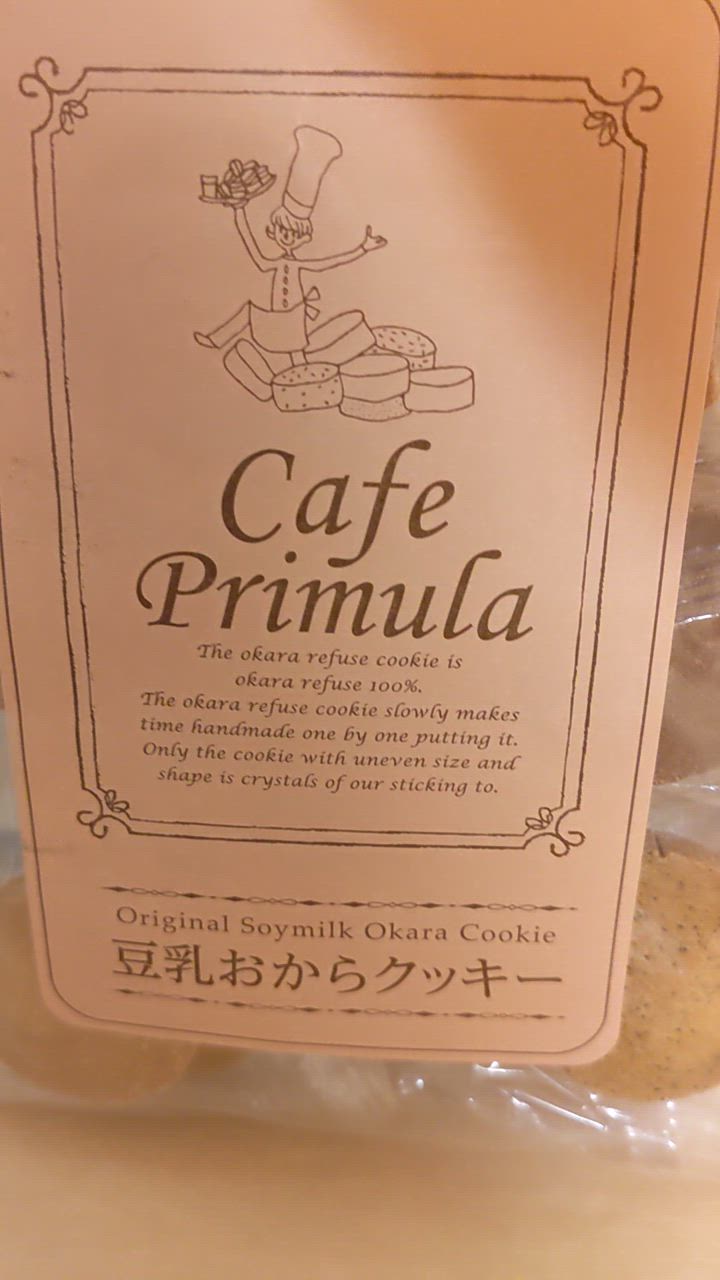 Cafe
Primula
The okara refuse cookie is
okara refuse 100%.
The okara refuse cookie slowly makes
time handmade one by one putting it.
Only the cookie with uneven size and
shape is crystals of our sticking to.
Original Soymilk Okara Cookie
豆乳おからクッキー